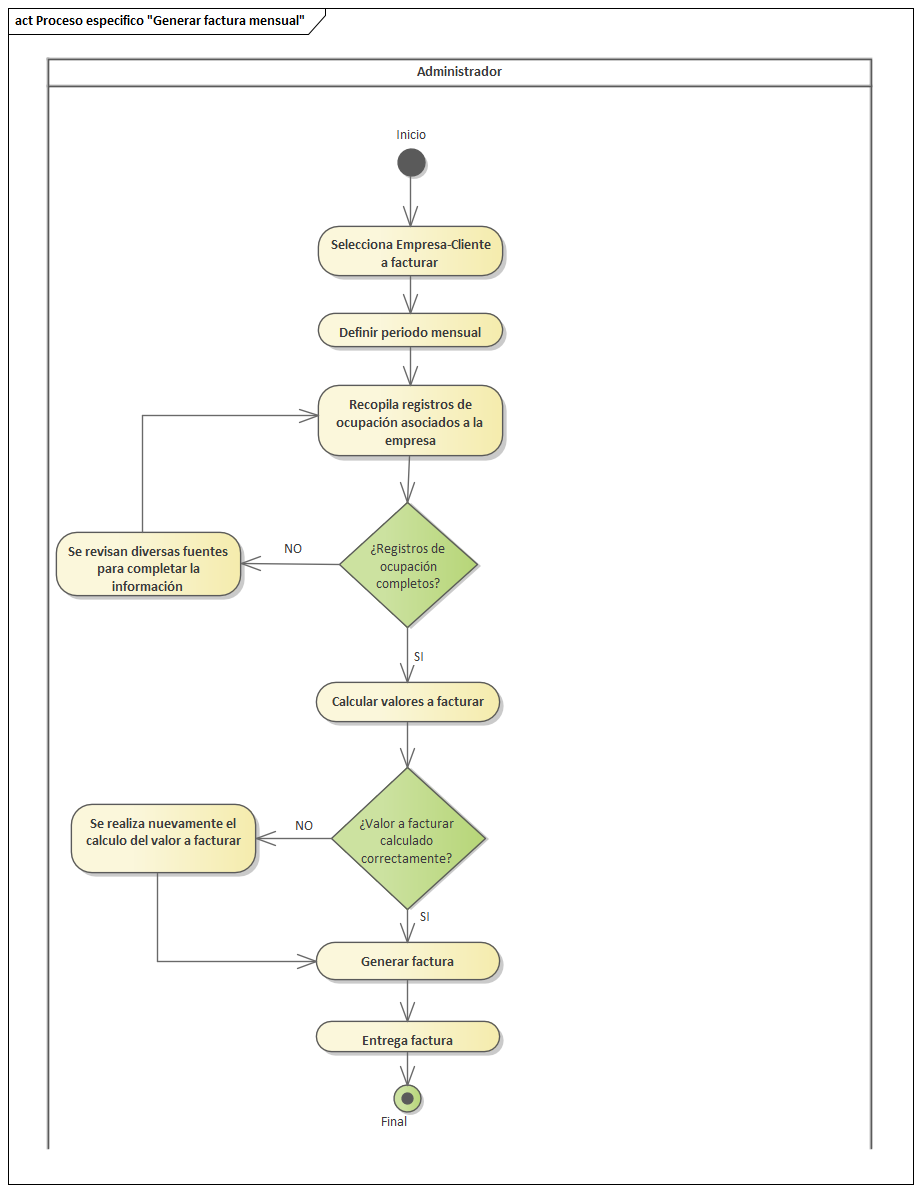 act Proceso especifico "Generar factura mensual"
Administrador
Inicio
Selecciona Empresa-Cliente
a facturar
Definir periodo mensual
Recopila registros de
ocupación asociados a la
empresa
¿Registros de
ocupación
completos?
NO
Se revisan diversas fuentes
para completar la
información
SI
Calcular valores a facturar
¿Valor a facturar
calculado
correctamente?
NO
Se realiza nuevamente el
calculo del valor a facturar
SI
Generar factura
Entrega factura
Final